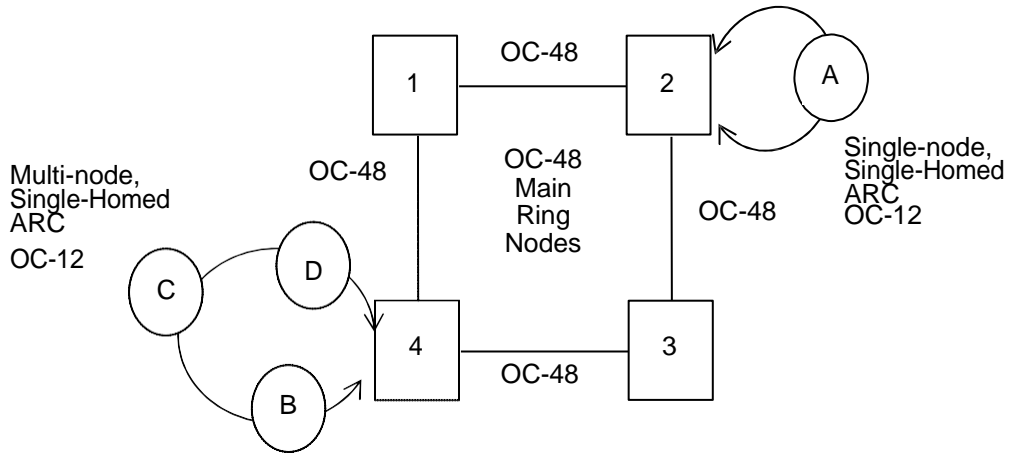 OC-48
1
2
A
OC-48
OC-48
Main
Ring
Nodes
Single-node,
Single-Homed
ARC
OC-12
Multi-node,
Single-Homed
ARC
OC-12
OC-48
D
C
4
3
OC-48
B